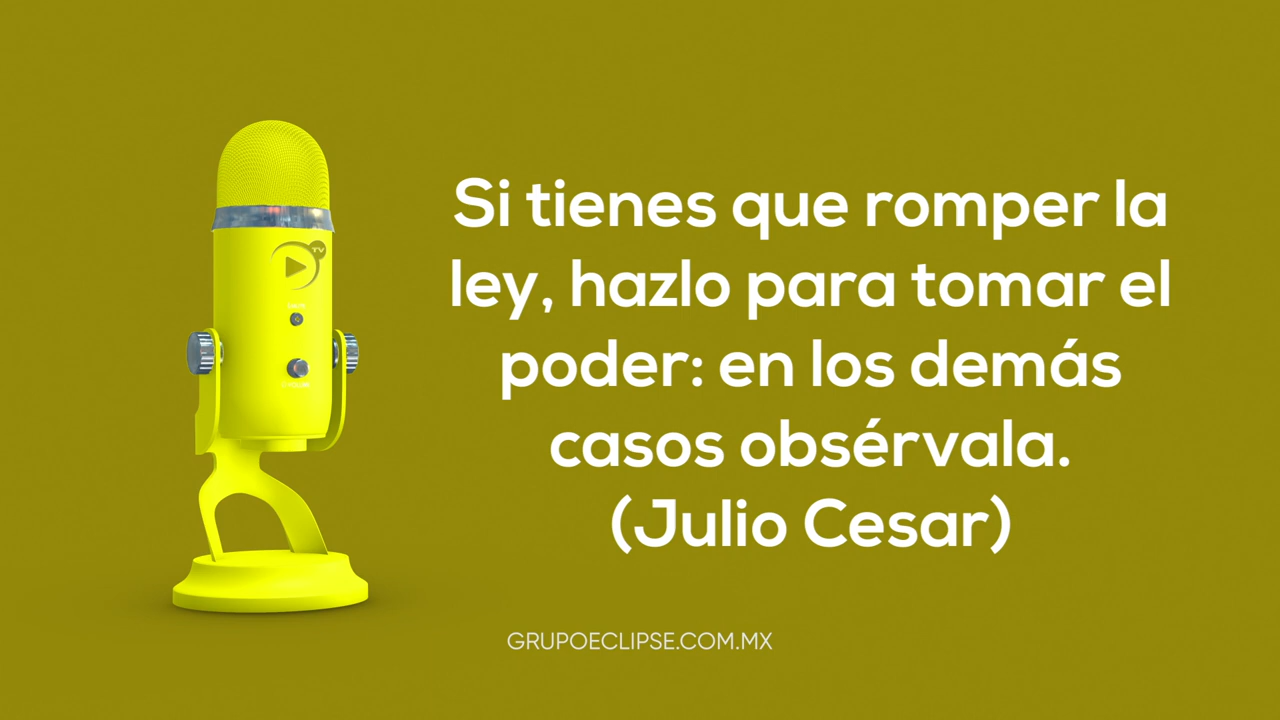 TV
Si tienes que romper la
ley, hazlo para tomar el
poder: en los demás
casos obsérvala.
(Julio Cesar)
GRUPOECLIPSE.COM.MX